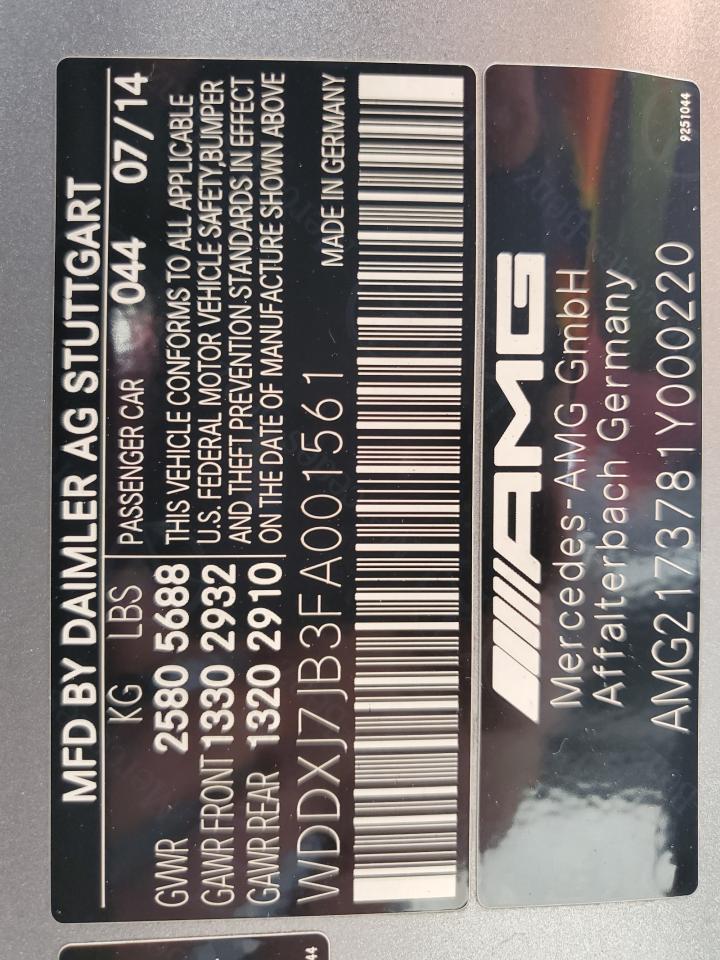 MFD BY DAIMLER AG STUTTGART
KG LBS PASSENGER CAR 044 07/14
GVWR 2580 5688
GAWR FRONT 1330 2932
GAWR REAR 1320 2910
THIS VEHICLE CONFORMS TO ALL APPLICABLE
U.S. FEDERAL MOTOR VEHICLE SAFETY,BUMPER
AND THEFT PREVENTION STANDARDS IN EFFECT
ON THE DATE OF MANUFACTURE SHOWN ABOVE
WDDXJ7JB3FA001561 MADE IN GERMANY
AMG
Mercedes-AMG GmbH
Affalterbach Germany
AMG2173781Y000220
9251044
44